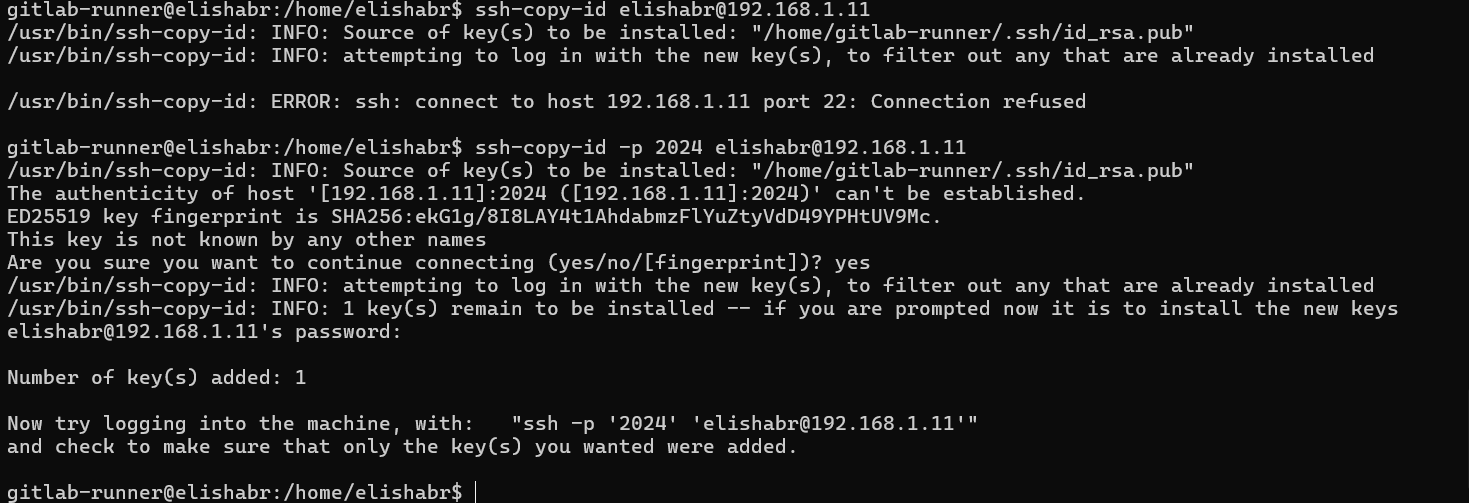 gitlab-runner@elishabr:/home/elishabr$ ssh-copy-id elishabr@192.168.1.11
/usr/bin/ssh-copy-id: INFO: Source of key(s) to be installed: "/home/gitlab-runner/.ssh/id_rsa.pub"
/usr/bin/ssh-copy-id: INFO: attempting to log in with the new key(s), to filter out any that are already installed
/usr/bin/ssh-copy-id: ERROR: ssh: connect to host 192.168.1.11 port 22: Connection refused
gitlab-runner@elishabr:/home/elishabr$ ssh-copy-id -p 2024 elishabr@192.168.1.11
/usr/bin/ssh-copy-id: INFO: Source of key(s) to be installed: "/home/gitlab-runner/.ssh/id_rsa.pub"
The authenticity of host '[192.168.1.11]:2024 ([192.168.1.11]:2024)' can't be established.
ED25519 key fingerprint is SHA256:ekG1g/8I8LAY4t1AhdabmzFlYuZtyVdD49YPHtUV9Mc.
This key is not known by any other names
Are you sure you want to continue connecting (yes/no/[fingerprint])? yes
/usr/bin/ssh-copy-id: INFO: attempting to log in with the new key(s), to filter out any that are already installed
/usr/bin/ssh-copy-id: INFO: 1 key(s) remain to be installed -- if you are prompted now it is to install the new keys
elishabr@192.168.1.11's password:
Number of key(s) added: 1
Now try logging into the machine, with:   "ssh -p '2024' 'elishabr@192.168.1.11'"
and check to make sure that only the key(s) you wanted were added.
gitlab-runner@elishabr:/home/elishabr$